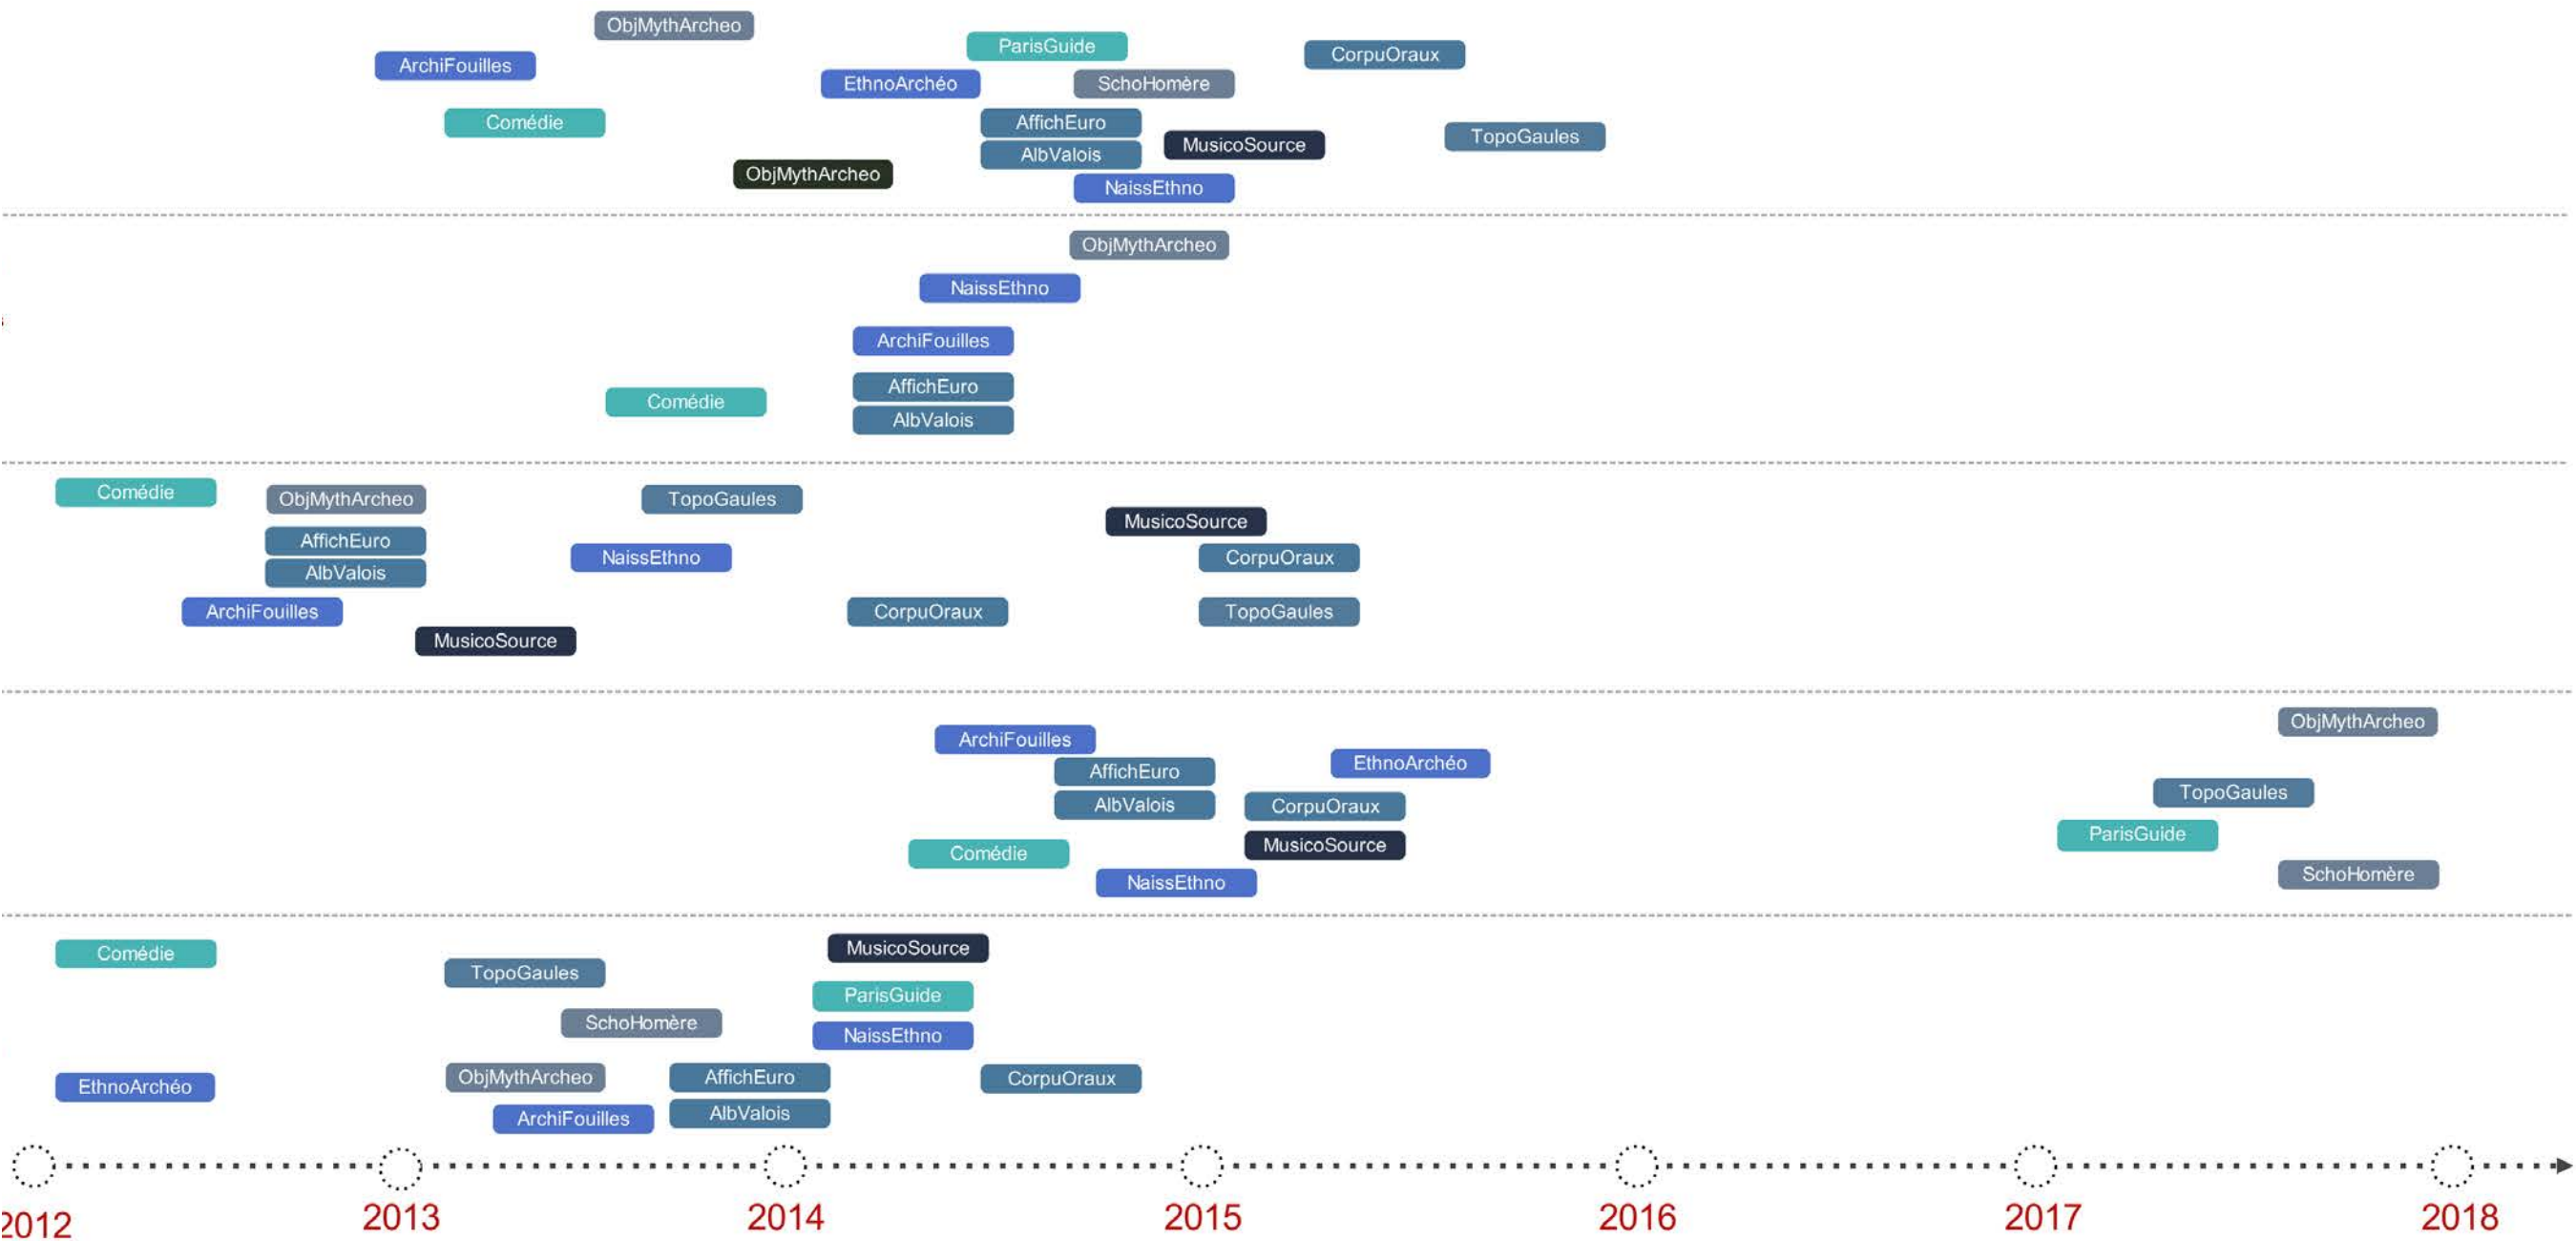 ObjMythArcheo
ParisGuide
CorpuOraux
ArchiFouilles
EthnoArchéo
SchoHomère
Comédie
AffichEuro
TopoGaules
MusicoSource
AlbValois
ObjMythArcheo
NaissEthno
ObjMythArcheo
NaissEthno
ArchiFouilles
AffichEuro
Comédie
AlbValois
Comédie
ObjMythArcheo
TopoGaules
MusicoSource
AffichEuro
NaissEthno
CorpuOraux
AlbValois
ArchiFouilles
CorpuOraux
TopoGaules
MusicoSource
ObjMythArcheo
ArchiFouilles
EthnoArchéo
AffichEuro
TopoGaules
AlbValois
CorpuOraux
ParisGuide
MusicoSource
Comédie
SchoHomère
NaissEthno
MusicoSource
Comédie
TopoGaules
ParisGuide
SchoHomère
NaissEthno
ObjMythArcheo
AffichEuro
CorpuOraux
EthnoArchéo
AlbValois
ArchiFouilles
2012 2013 2014 2015 2016 2017 2018